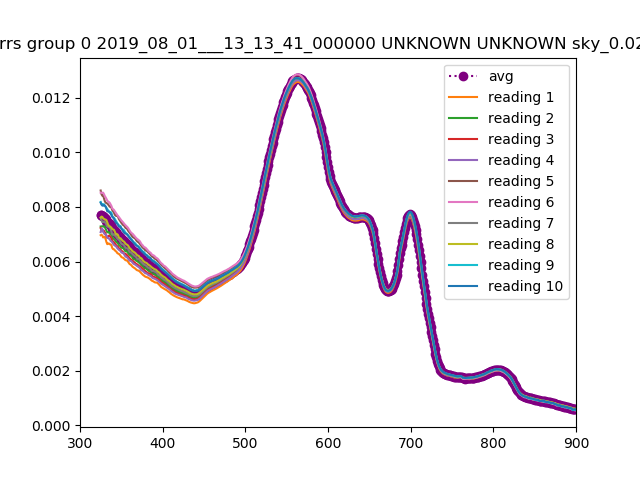 rrs group 0 2019_08_01___13_13_41_000000 UNKNOWN UNKNOWN sky_0.02
avg
reading 1
reading 2
reading 3
reading 4
reading 5
reading 6
reading 7
reading 8
reading 9
reading 10
0.012
0.010
0.008
0.006
0.004
0.002
0.000
300 400 500 600 700 800 900